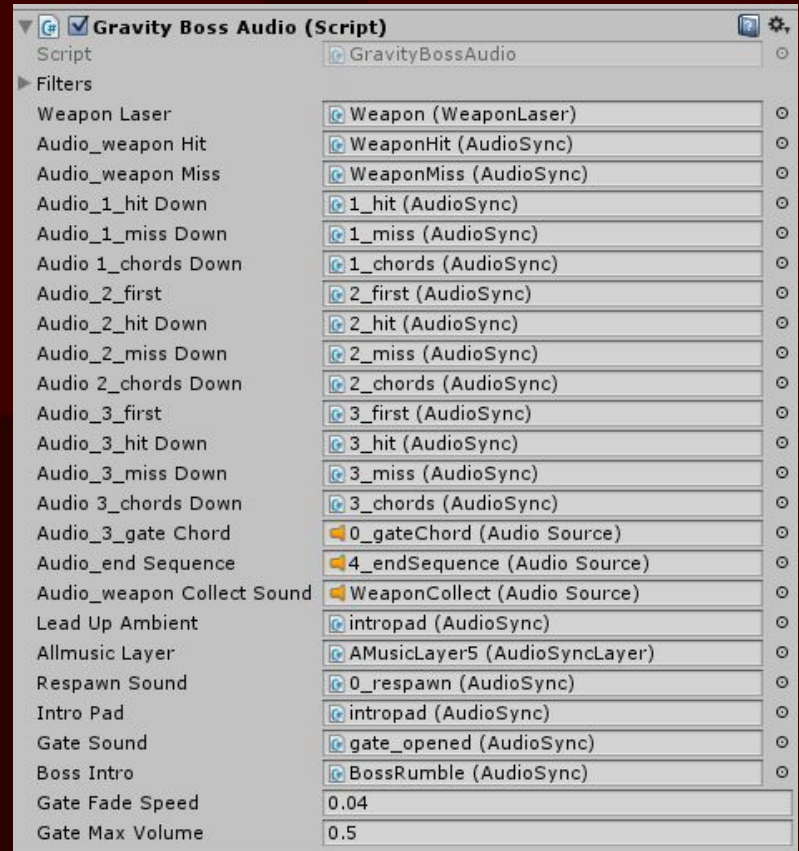 Gravity Boss Audio (Script)
Script GravityBossAudio
Filters
Weapon Laser Weapon (WeaponLaser)
Audio_weapon Hit WeaponHit (AudioSync)
Audio_weapon Miss WeaponMiss (AudioSync)
Audio_1_hit Down 1_hit (AudioSync)
Audio_1_miss Down 1_miss (AudioSync)
Audio 1_chords Down 1_chords (AudioSync)
Audio_2_first 2_first (AudioSync)
Audio_2_hit Down 2_hit (AudioSync)
Audio_2_miss Down 2_miss (AudioSync)
Audio 2_chords Down 2_chords (AudioSync)
Audio_3_first 3_first (AudioSync)
Audio_3_hit Down 3_hit (AudioSync)
Audio_3_miss Down 3_miss (AudioSync)
Audio 3_chords Down 3_chords (AudioSync)
Audio_3_gate Chord 0_gateChord (Audio Source)
Audio_end Sequence 4_endSequence (Audio Source)
Audio_weapon Collect Sound WeaponCollect (Audio Source)
Lead Up Ambient intropad (AudioSync)
Allmusic Layer AMusicLayer5 (AudioSyncLayer)
Respawn Sound 0_respawn (AudioSync)
Intro Pad intropad (AudioSync)
Gate Sound gate_opened (AudioSync)
Boss Intro BossRumble (AudioSync)
Gate Fade Speed 0.04
Gate Max Volume 0.5